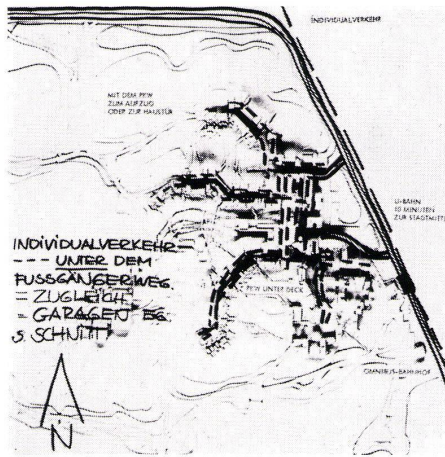 INDIVIDUALVERKEHR
MIT DEM PKW
ZUM AUFZUG
ODER ZUR HAUSTÜR
U-BAHN
10 MINUTEN
ZUR STADTMITTE
INDIVIDUALVERKEHR
--- UNTER DEM
FUSSGÄNGERWEG
= ZUGLEICH
= GARAGEN EG
S. SCHNITT
PKW UNTER DECK
OMNIBUS-BAHNHOF
N